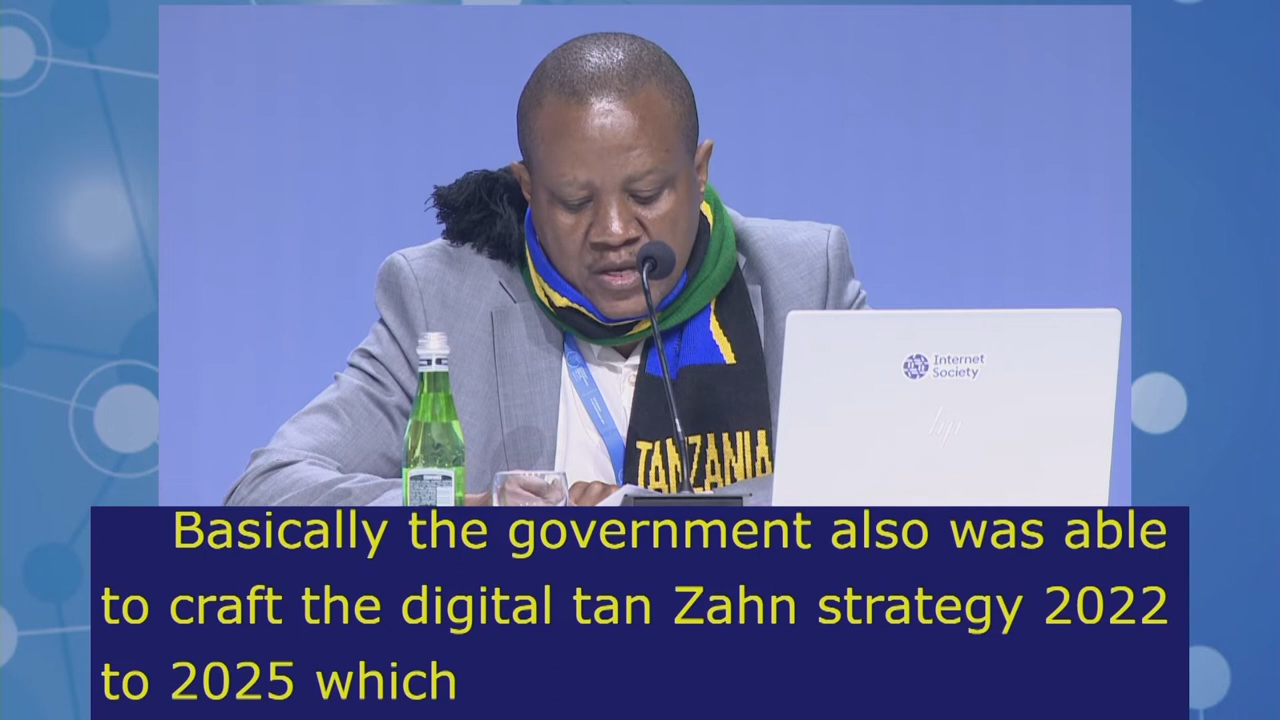 Internet
Society
hp
TANZANIA
Basically the government also was able
to craft the digital tan Zahn strategy 2022
to 2025 which